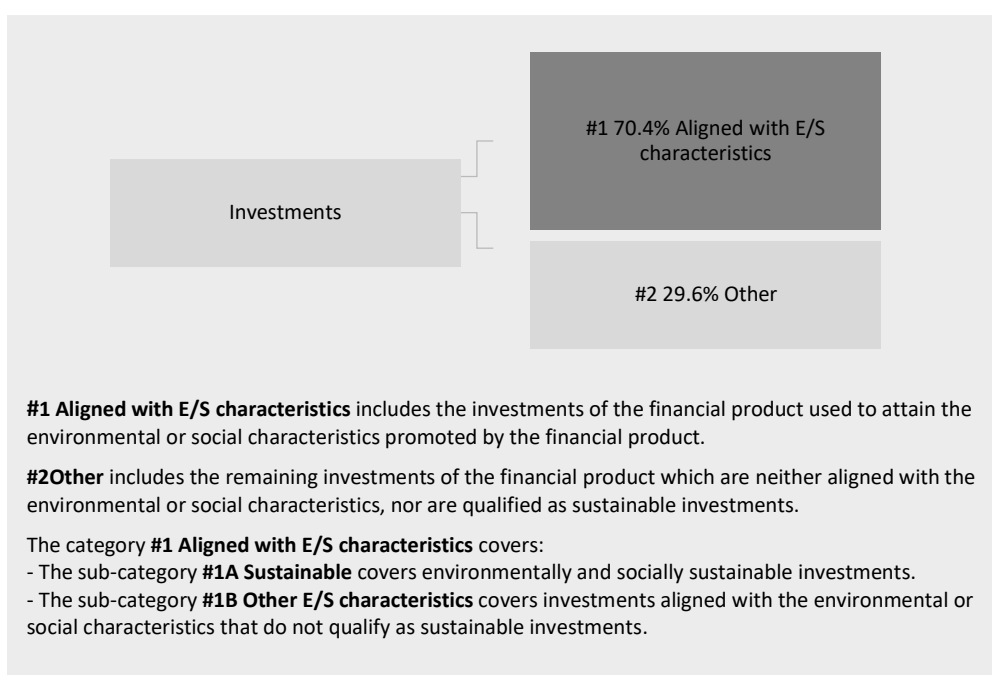 #1 70.4% Aligned with E/S
characteristics
Investments
#2 29.6% Other
#1 Aligned with E/S characteristics includes the investments of the financial product used to attain the
environmental or social characteristics promoted by the financial product.
#2Other includes the remaining investments of the financial product which are neither aligned with the
environmental or social characteristics, nor are qualified as sustainable investments.
The category #1 Aligned with E/S characteristics covers:
- The sub-category #1A Sustainable covers environmentally and socially sustainable investments.
- The sub-category #1B Other E/S characteristics covers investments aligned with the environmental or
social characteristics that do not qualify as sustainable investments.